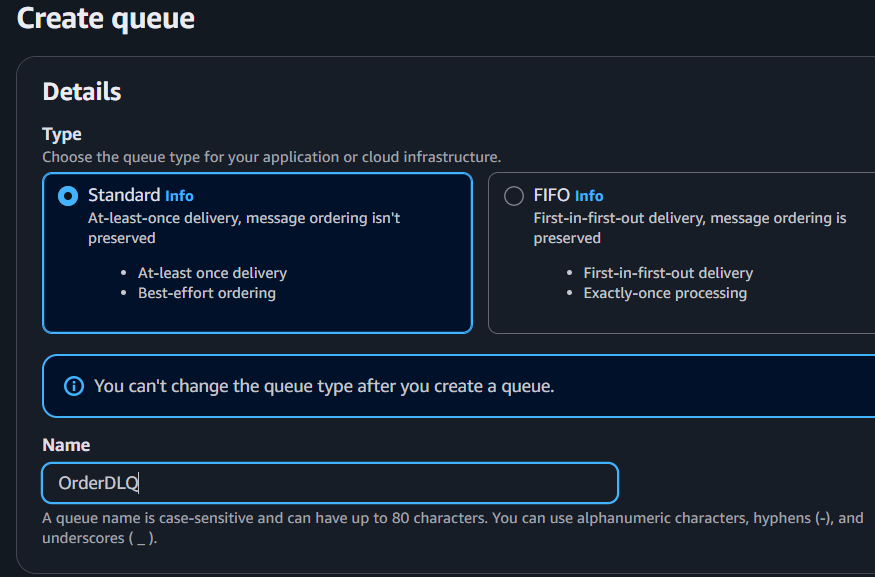 Create queue
Details
Type
Choose the queue type for your application or cloud infrastructure.
Standard Info
At-least-once delivery, message ordering isn't
preserved
• At-least once delivery
• Best-effort ordering
FIFO Info
First-in-first-out delivery, message ordering is
preserved
• First-in-first-out delivery
• Exactly-once processing
You can't change the queue type after you create a queue.
Name
OrderDLQ
A queue name is case-sensitive and can have up to 80 characters. You can use alphanumeric characters, hyphens (-), and
underscores ( _ ).